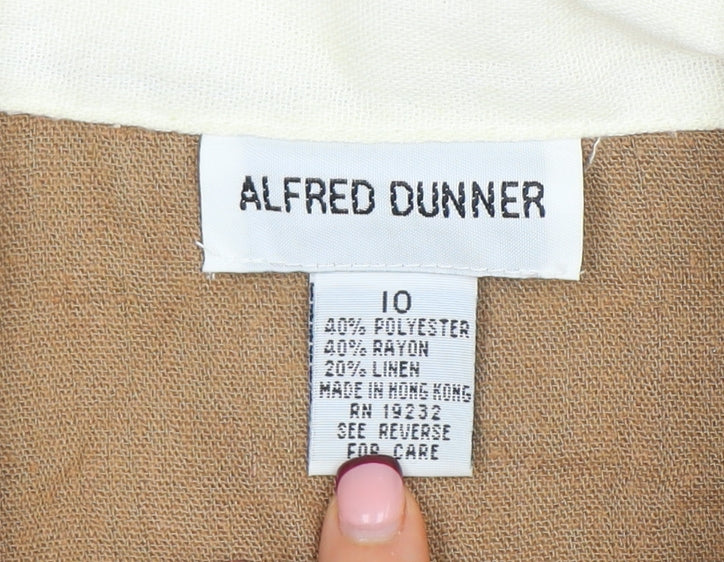 ALFRED DUNNER
10
40% POLYESTER
40% RAYON
20% LINEN
MADE IN HONG KONG
RN 19232
SEE REVERSE
FOR CARE